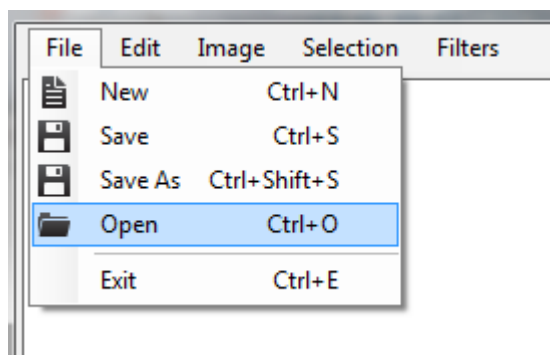 File Edit Image Selection Filters
New Ctrl+N
Save Ctrl+S
Save As Ctrl+Shift+S
Open Ctrl+O
Exit Ctrl+E